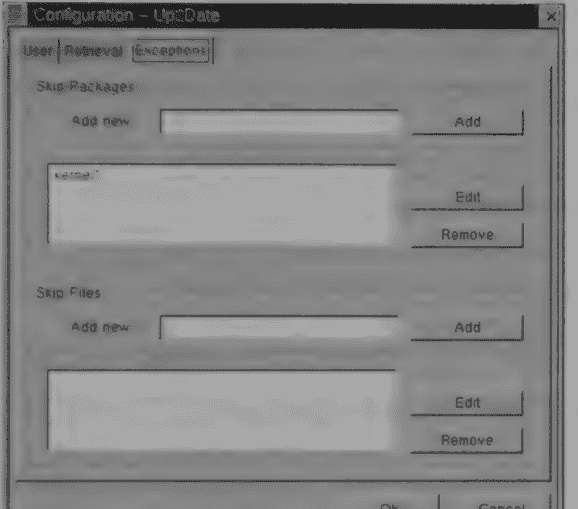 Configuration – Up2Date
User Retrieval Exceptions
Skip Packages
Add new Add
kernel*
Edit
Remove
Skip Files
Add new Add
Edit
Remove
Ok Cancel